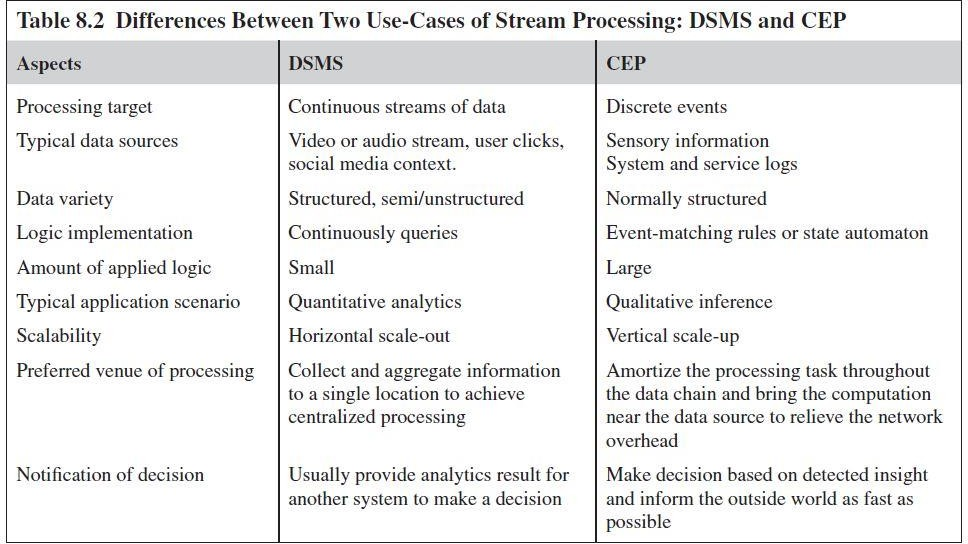 Table 8.2 Differences Between Two Use-Cases of Stream Processing: DSMS and CEP
Aspects DSMS CEP
Processing target Continuous streams of data Discrete events
Typical data sources Video or audio stream, user clicks, Sensory information
social media context. System and service logs
Data variety Structured, semi/unstructured Normally structured
Logic implementation Continuously queries Event-matching rules or state automaton
Amount of applied logic Small Large
Typical application scenario Quantitative analytics Qualitative inference
Scalability Horizontal scale-out Vertical scale-up
Preferred venue of processing Collect and aggregate information Amortize the processing task throughout
to a single location to achieve the data chain and bring the computation
centralized processing near the data source to relieve the network
overhead
Notification of decision Usually provide analytics result for Make decision based on detected insight
another system to make a decision and inform the outside world as fast as
possible